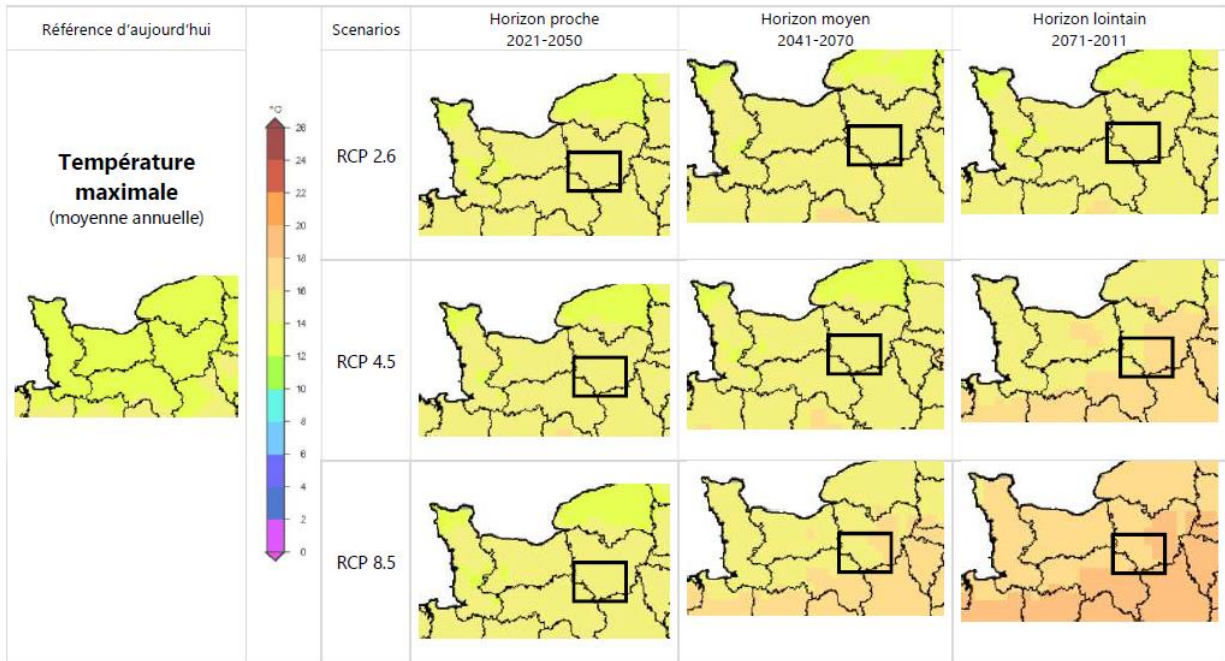 Référence d'aujourd'hui
Scenarios
Horizon proche
2021-2050
Horizon moyen
2041-2070
Horizon lointain
2071-2011
Température
maximale
(moyenne annuelle)
°C
26
24
22
20
18
16
14
12
10
8
6
4
2
0
RCP 2.6
RCP 4.5
RCP 8.5